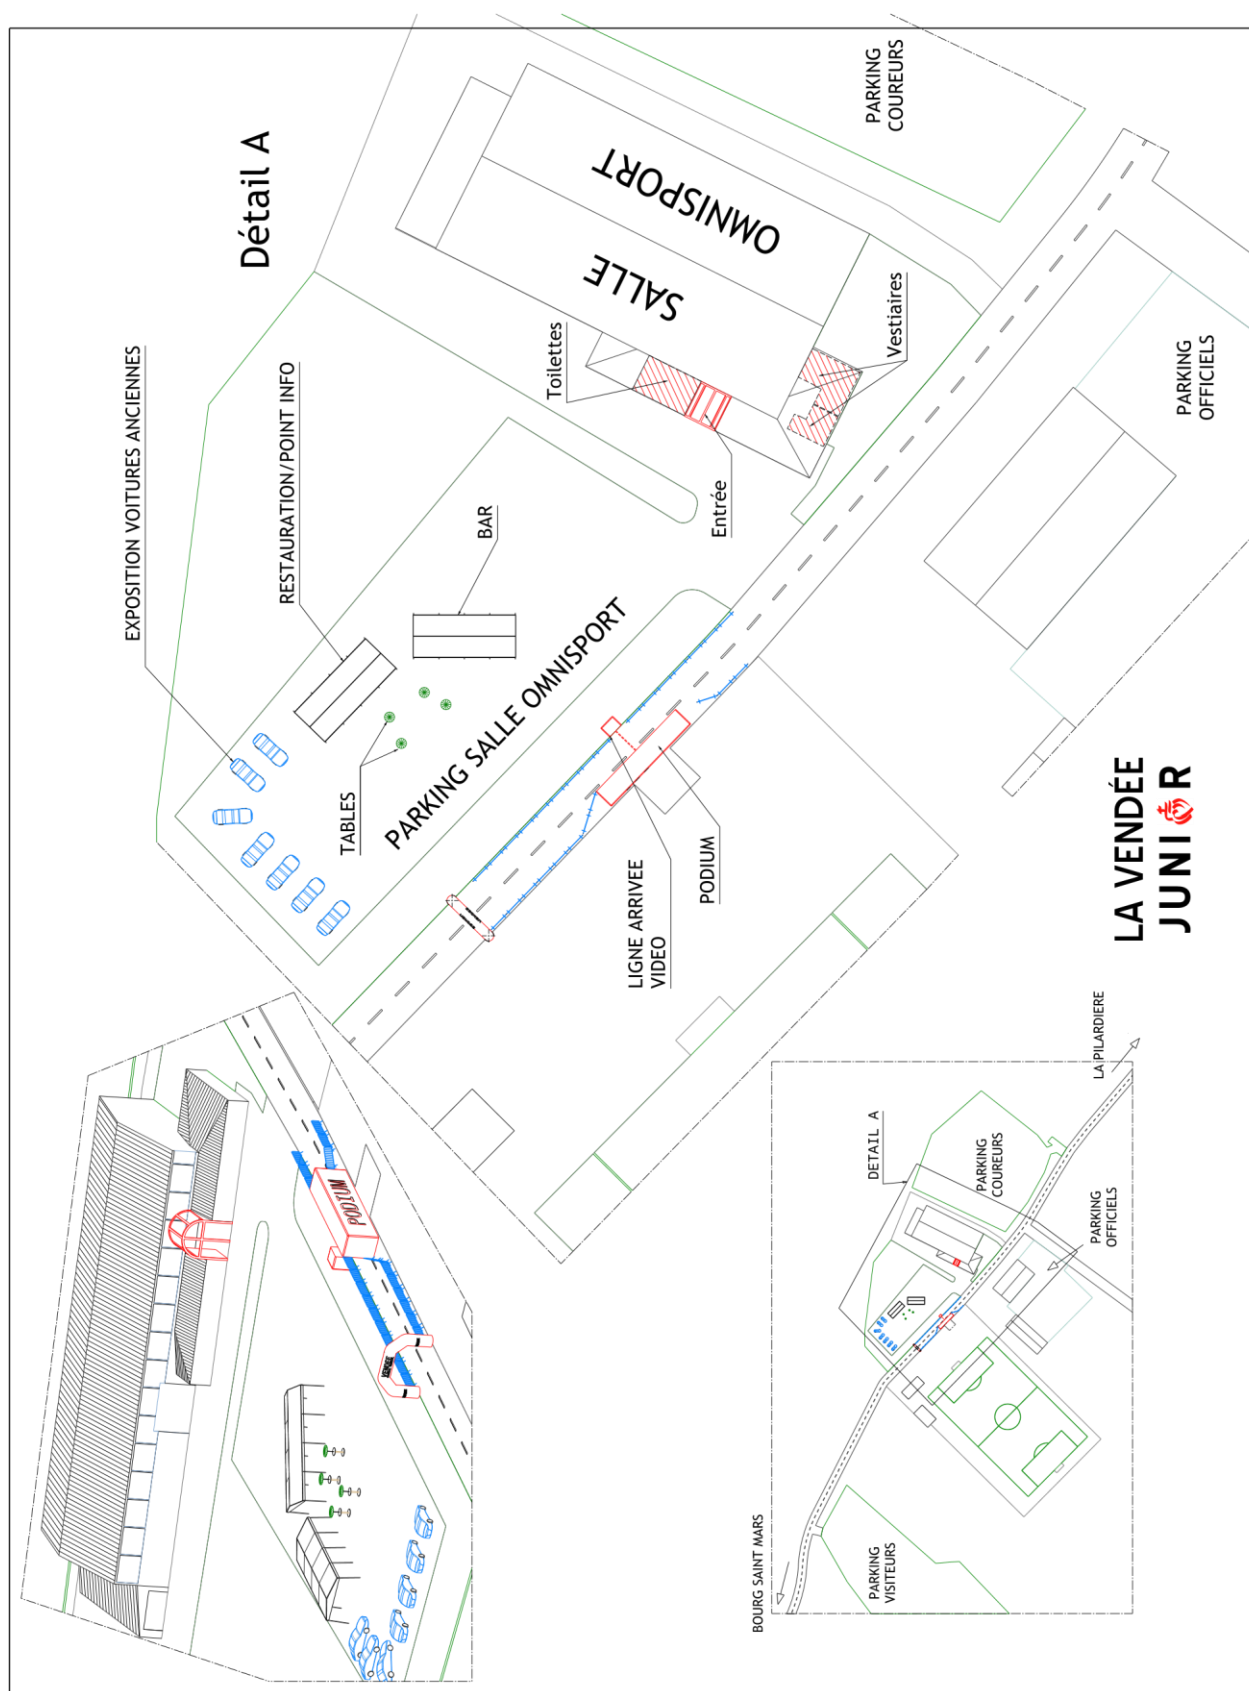 Détail A
EXPOSITION VOITURES ANCIENNES
RESTAURATION/POINT INFO
BAR
TABLES
PARKING SALLE OMNISPORT
SALLE
OMNISPORT
Toilettes
Entrée
Vestiaires
PARKING
COUREURS
PARKING
OFFICIELS
LIGNE ARRIVEE
VIDEO
PODIUM
LA VENDÉE
JUNIOR
PODIUM
BOURG SAINT MARS
LA PILARDIERE
DETAIL A
PARKING
COUREURS
PARKING
OFFICIELS
PARKING
VISITEURS